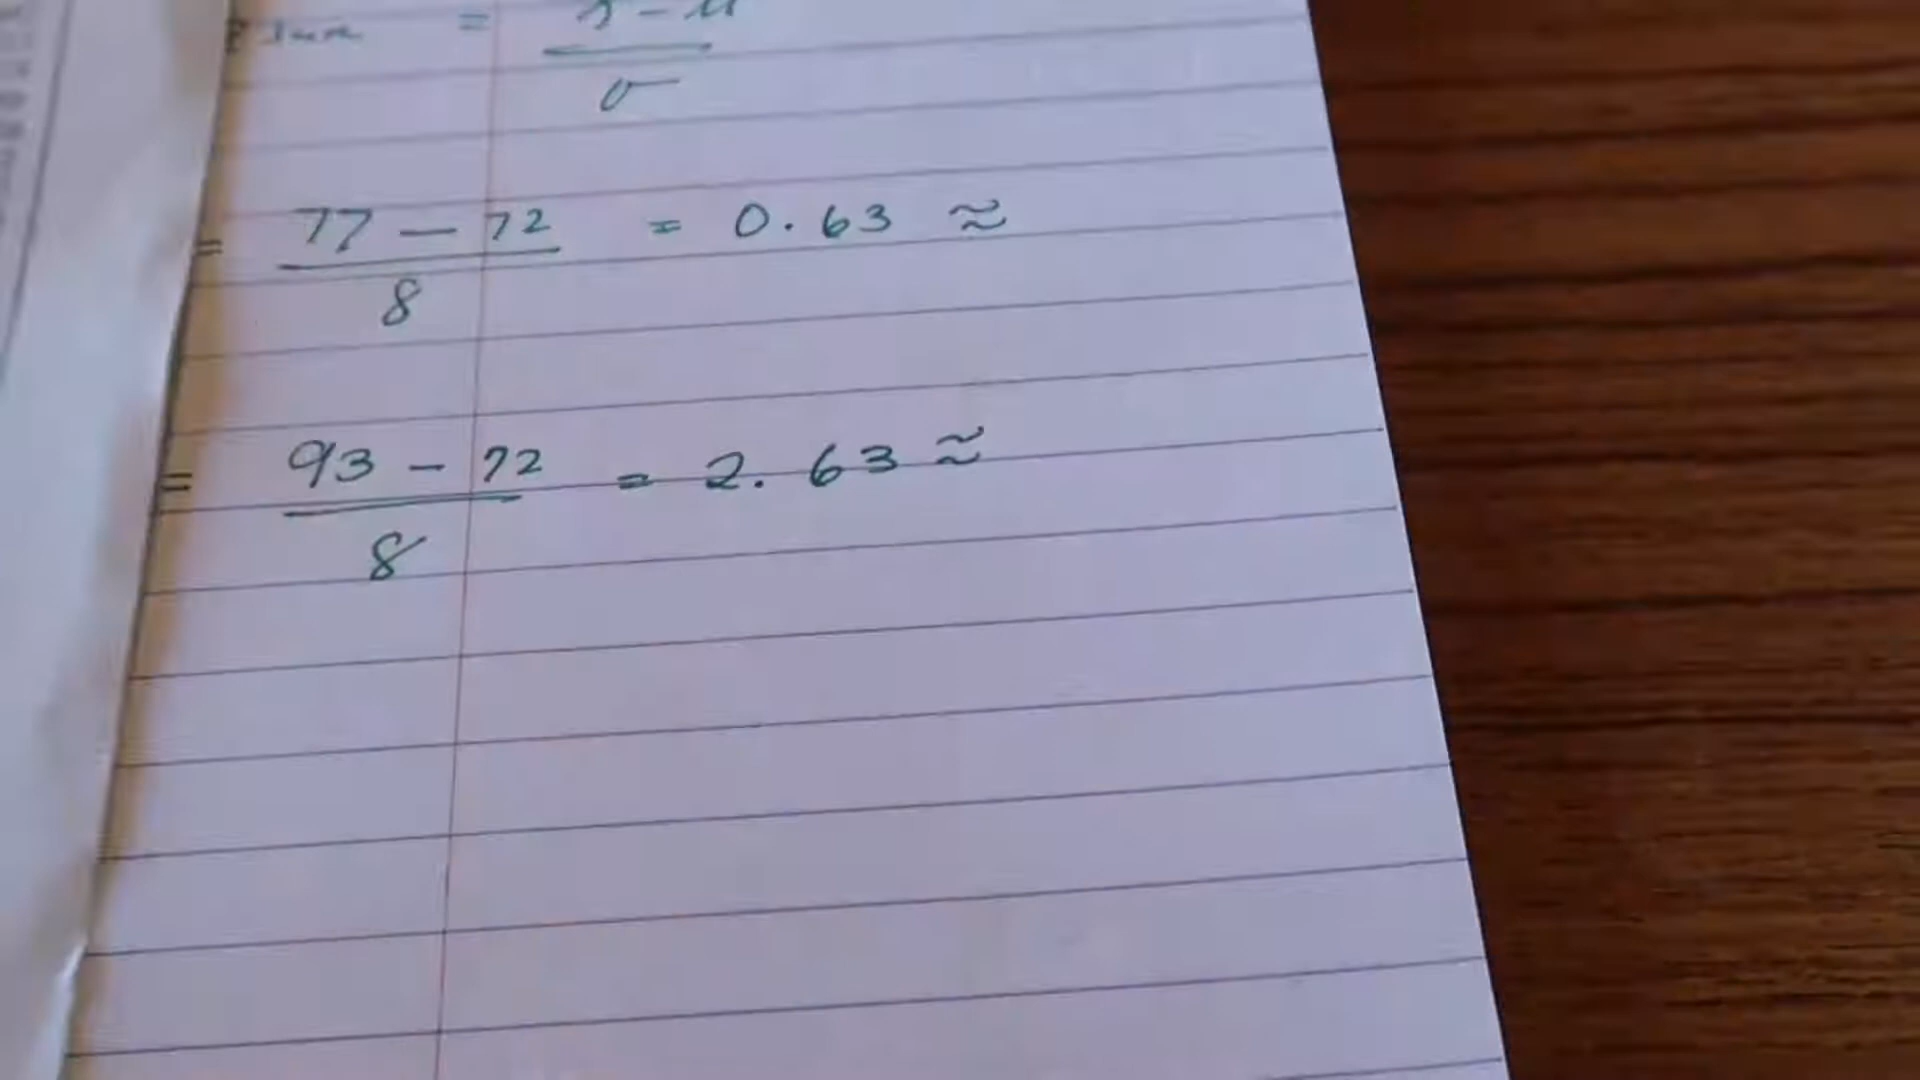 = x - μ
σ
= 77 - 72 = 0.63 ≈
8
= 93 - 72 = 2.63 ≈
8